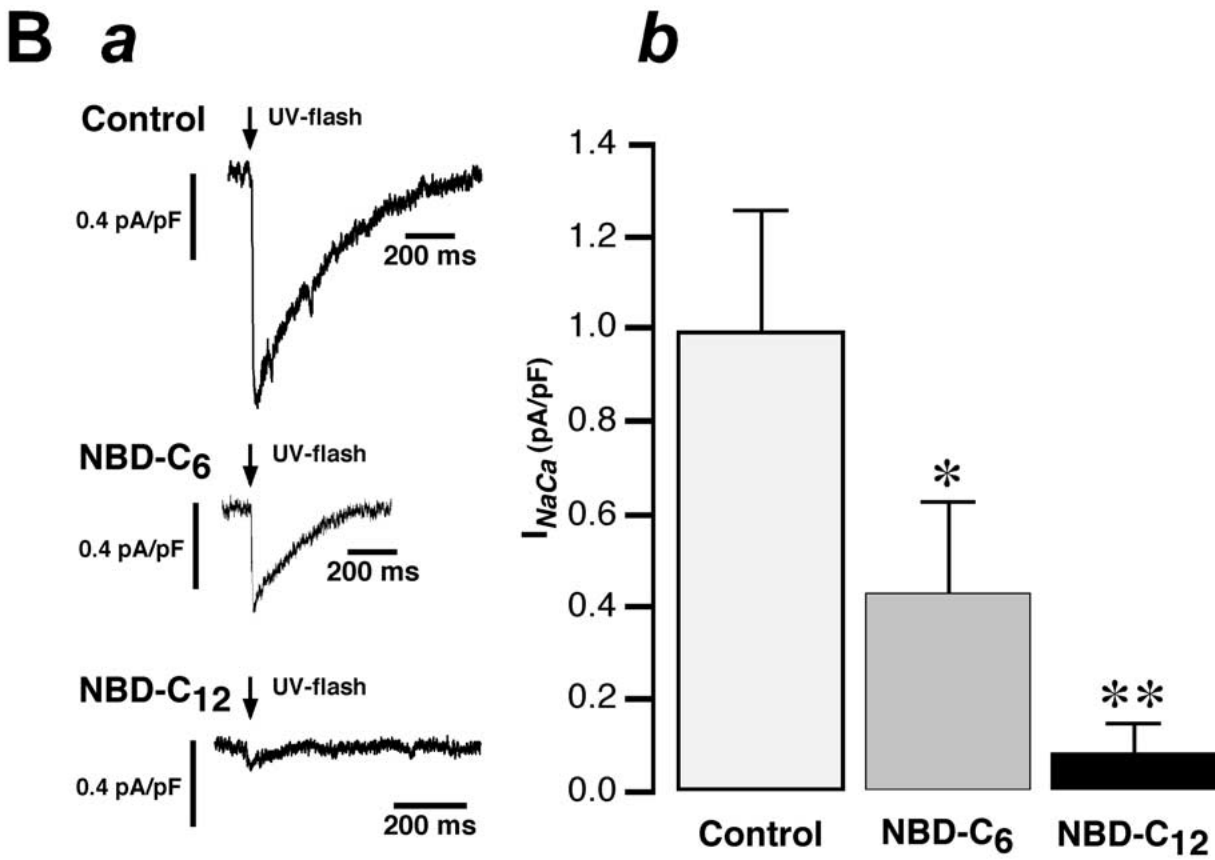 B a
Control
UV-flash
0.4 pA/pF
200 ms
NBD-C6
UV-flash
0.4 pA/pF
200 ms
NBD-C12
UV-flash
0.4 pA/pF
200 ms
b
1.4
1.2
1.0
0.8
0.6
0.4
0.2
0.0
INaCa (pA/pF)
*
**
Control
NBD-C6
NBD-C12